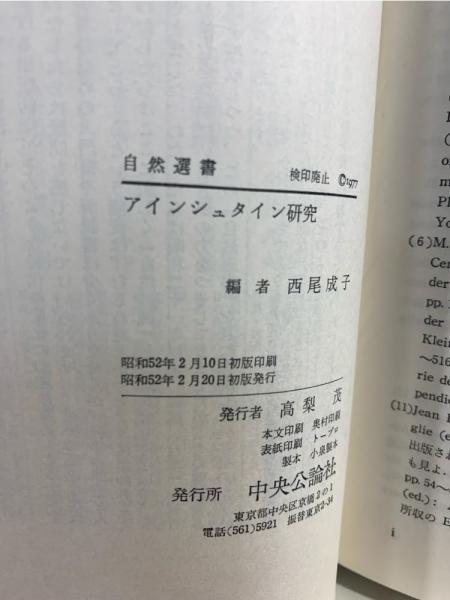 自然選書 検印廃止 ©1977
アインシュタイン研究
編者 西尾成子
昭和52年2月10日初版印刷
昭和52年2月20日初版発行
発行者 高梨 茂
本文印刷 奥村印刷
表紙印刷 トープロ
製本 小泉製本
発行所 中央公論社
東京都中央区京橋2の1
電話(561)5921 振替東京2-34
(6)M.
Cen
der
pp.
der
Klein
〜516
rie de
pendi
(11)Jean
glie (e
出版され
も見よ.
pp. 54〜
(ed.):
所収の E
i